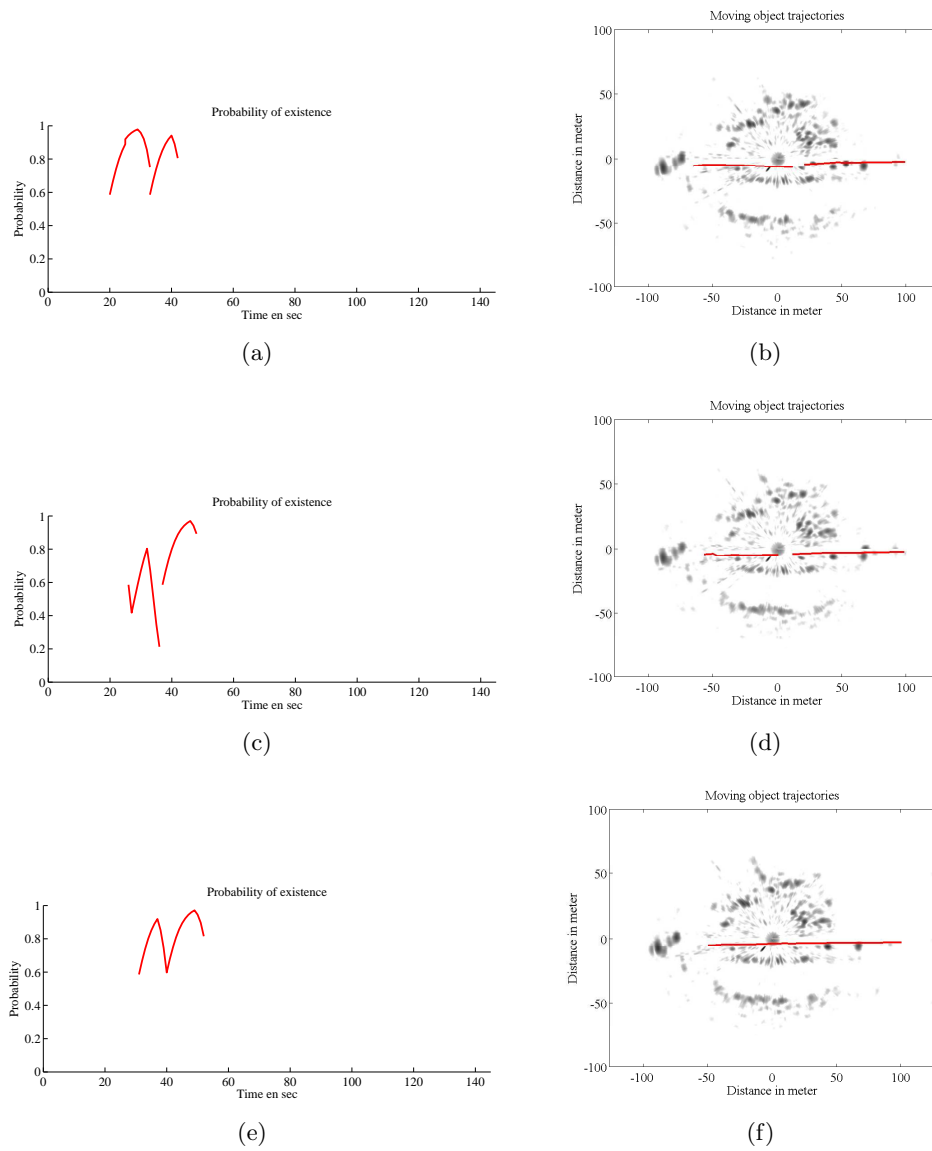 Moving object trajectories
100
50
0
-50
-100
Distance in meter
-100 -50 0 50 100
Distance in meter
(b)
Probability of existence
1
0.8
0.6
0.4
0.2
0
Probability
0 20 40 60 80 100 120 140
Time en sec
(a)
Moving object trajectories
100
50
0
-50
-100
Distance in meter
-100 -50 0 50 100
Distance in meter
(d)
Probability of existence
1
0.8
0.6
0.4
0.2
0
Probability
0 20 40 60 80 100 120 140
Time en sec
(c)
Moving object trajectories
100
50
0
-50
-100
Distance in meter
-100 -50 0 50 100
Distance in meter
(f)
Probability of existence
1
0.8
0.6
0.4
0.2
0
Probability
0 20 40 60 80 100 120 140
Time en sec
(e)